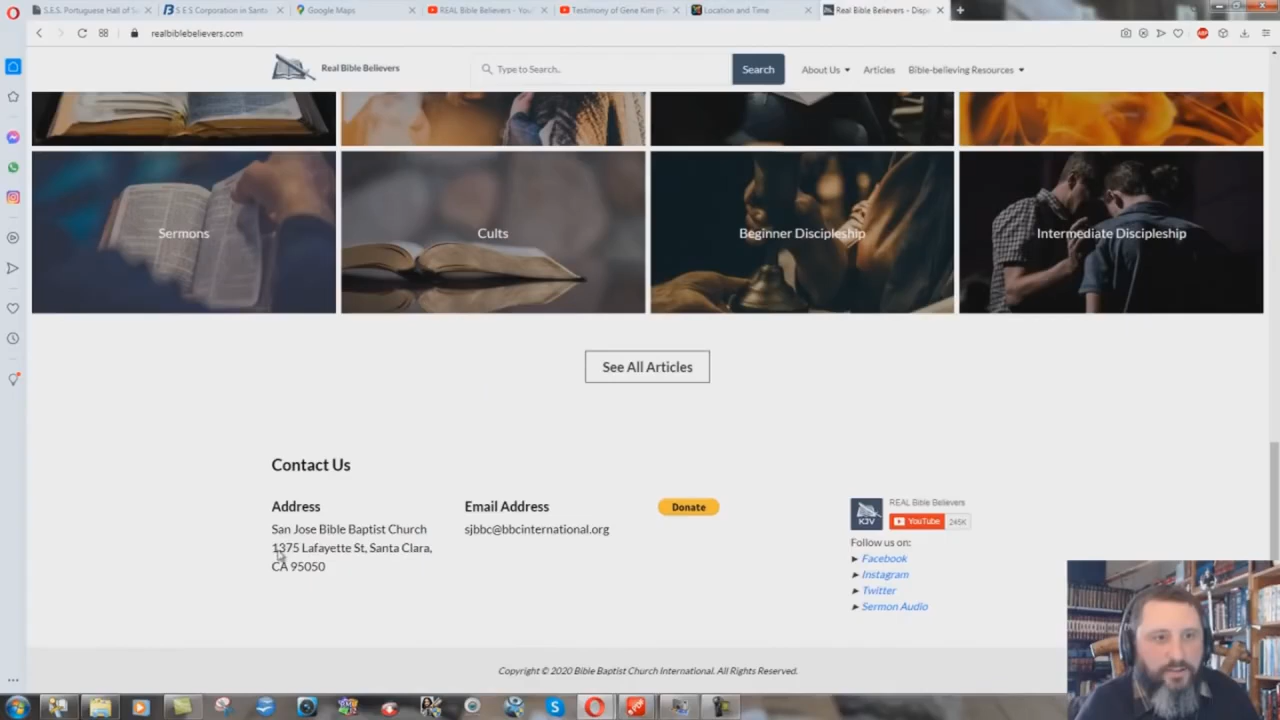 S.E.S. Portuguese Hall of S
S E S Corporation in Santa
Google Maps
REAL Bible Believers - You
Testimony of Gene Kim (Fu
Location and Time
Real Bible Believers - Dispe
realbiblebelievers.com
Real Bible Believers
Type to Search..
Search
About Us
Articles
Bible-believing Resources
Sermons
Cults
Beginner Discipleship
Intermediate Discipleship
See All Articles
Contact Us
Address
San Jose Bible Baptist Church
1375 Lafayette St, Santa Clara,
CA 95050
Email Address
sjbbc@bbcinternational.org
Donate
KJV
REAL Bible Believers
YouTube 245K
Follow us on:
► Facebook
► Instagram
► Twitter
► Sermon Audio
Copyright © 2020 Bible Baptist Church International. All Rights Reserved.